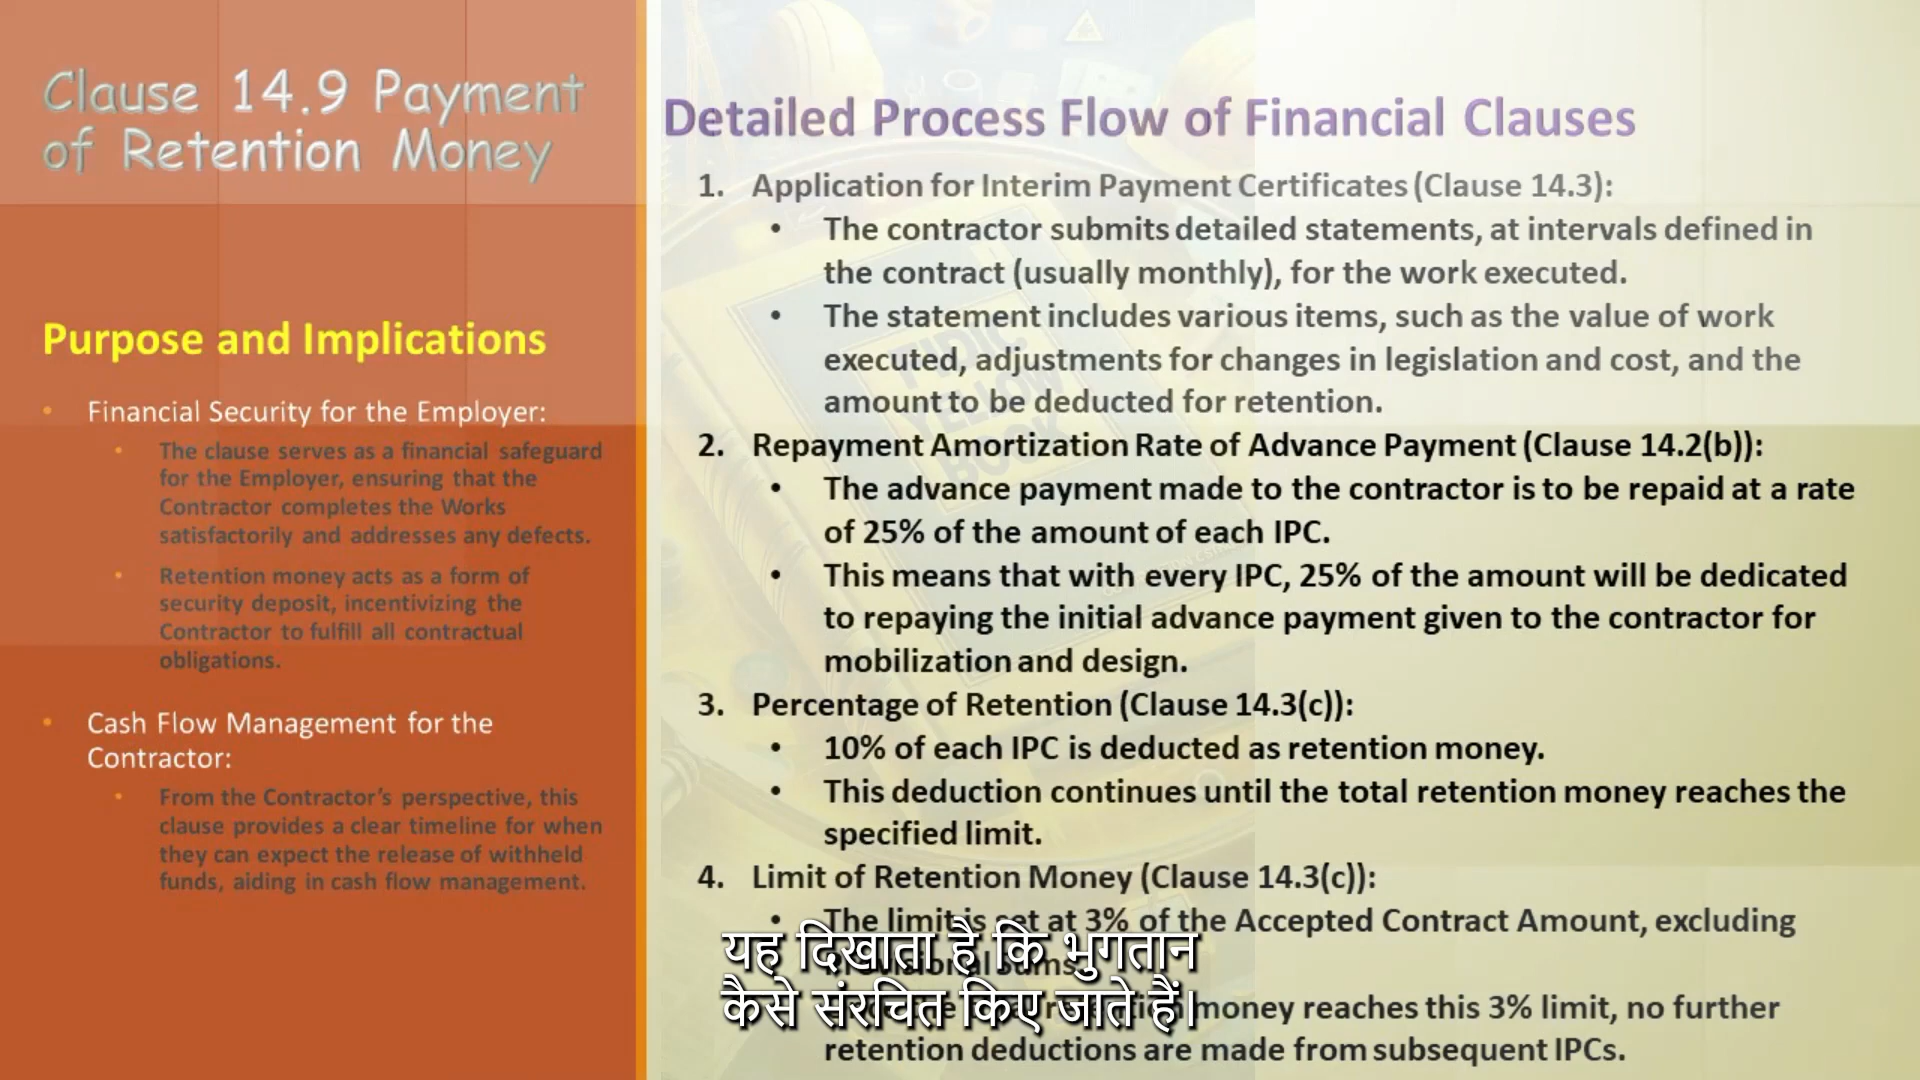 Clause 14.9 Payment
of Retention Money
Purpose and Implications
• Financial Security for the Employer:
• The clause serves as a financial safeguard
for the Employer, ensuring that the
Contractor completes the Works
satisfactorily and addresses any defects.
• Retention money acts as a form of
security deposit, incentivizing the
Contractor to fulfill all contractual
obligations.
• Cash Flow Management for the
Contractor:
• From the Contractor's perspective, this
clause provides a clear timeline for when
they can expect the release of withheld
funds, aiding in cash flow management.
Detailed Process Flow of Financial Clauses
1. Application for Interim Payment Certificates (Clause 14.3):
• The contractor submits detailed statements, at intervals defined in
the contract (usually monthly), for the work executed.
• The statement includes various items, such as the value of work
executed, adjustments for changes in legislation and cost, and the
amount to be deducted for retention.
2. Repayment Amortization Rate of Advance Payment (Clause 14.2(b)):
• The advance payment made to the contractor is to be repaid at a rate
of 25% of the amount of each IPC.
• This means that with every IPC, 25% of the amount will be dedicated
to repaying the initial advance payment given to the contractor for
mobilization and design.
3. Percentage of Retention (Clause 14.3(c)):
• 10% of each IPC is deducted as retention money.
• This deduction continues until the total retention money reaches the
specified limit.
4. Limit of Retention Money (Clause 14.3(c)):
• The limit is set at 3% of the Accepted Contract Amount, excluding
Provisional Sums
money reaches this 3% limit, no further
retention deductions are made from subsequent IPCs.
यह दिखाता है कि भुगतान
कैसे संरचित किए जाते हैं।
FIDIC
YELLOW
BOOK